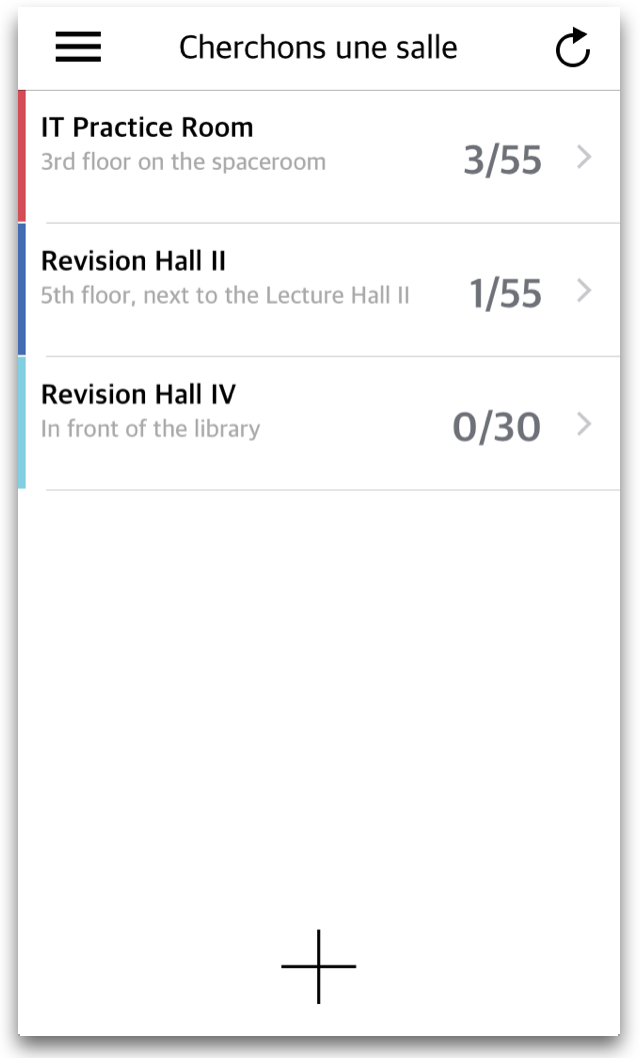 Cherchons une salle
IT Practice Room
3rd floor on the spaceroom
3/55
Revision Hall II
5th floor, next to the Lecture Hall II
1/55
Revision Hall IV
In front of the library
0/30